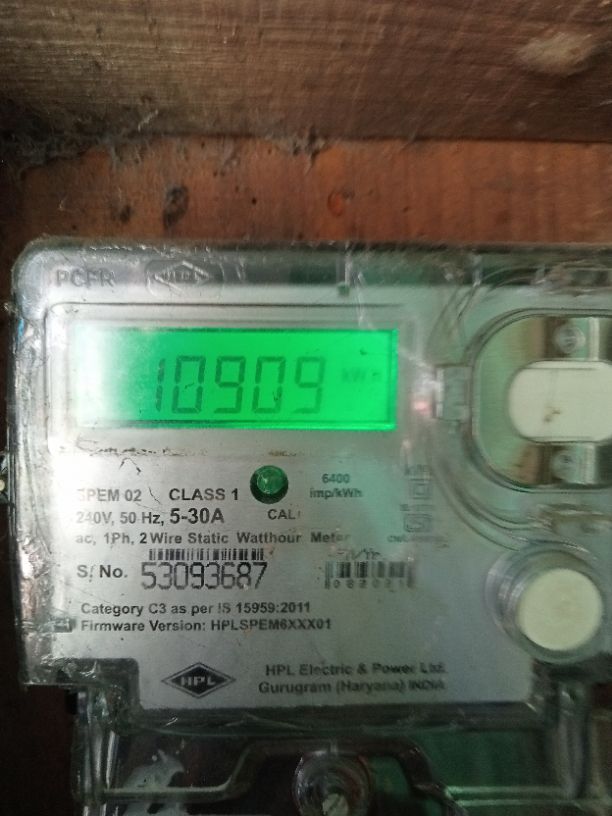 PCFR
HPL
10909 kWh
SPEM 02 CLASS 1
6400
imp/kWh
240V, 50 Hz, 5-30A CAL
ac, 1Ph, 2 Wire Static Watthour Meter
S/ No. 53093687
Category C3 as per IS 15959:2011
Firmware Version: HPLSPEM6XXX01
HPL
HPL Electric & Power Ltd.
Gurugram (Haryana) INDIA